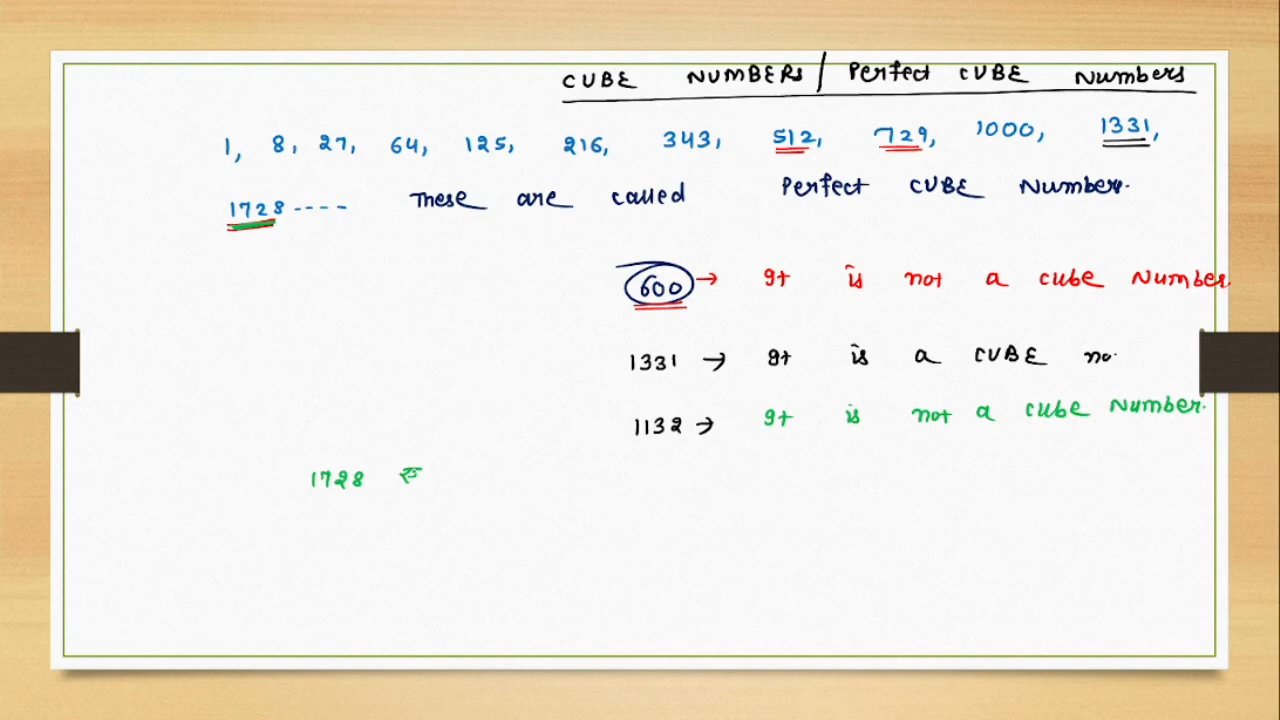 CUBE NUMBERS / Perfect CUBE Numbers
1, 8, 27, 64, 125, 216, 343, 512, 729, 1000, 1331,
1728---- These are called Perfect CUBE Number.
600 → It is not a cube Number.
1331 → It is a CUBE no.
1132 → It is not a cube Number.
1728